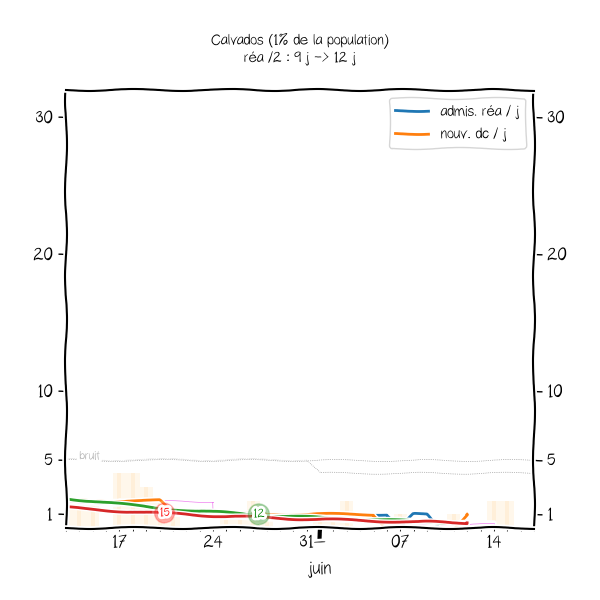 Calvados (1% de la population)
réa /2 : 9 j -> 12 j
admis. réa / j
nouv. dc / j
30
30
20
20
10
10
5
bruit
5
1
15
12
1
17
24
31
07
14
juin